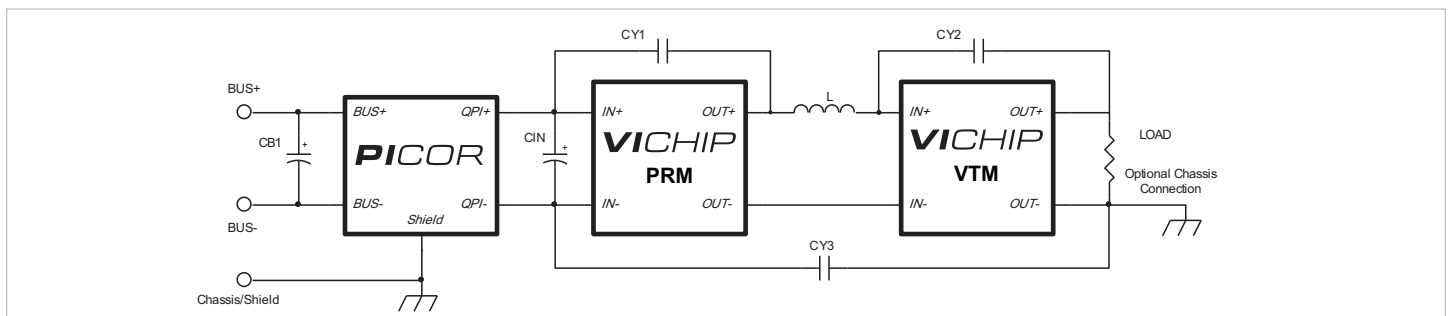 CY1
CY2
BUS+
BUS+
QPI+
IN+
OUT+
L
IN+
OUT+
CB1
+
PICOR
CIN
+
VICHIP
PRM
VICHIP
VTM
LOAD
Optional Chassis
Connection
BUS-
QPI-
IN-
OUT-
IN-
OUT-
Shield
BUS-
CY3
Chassis/Shield